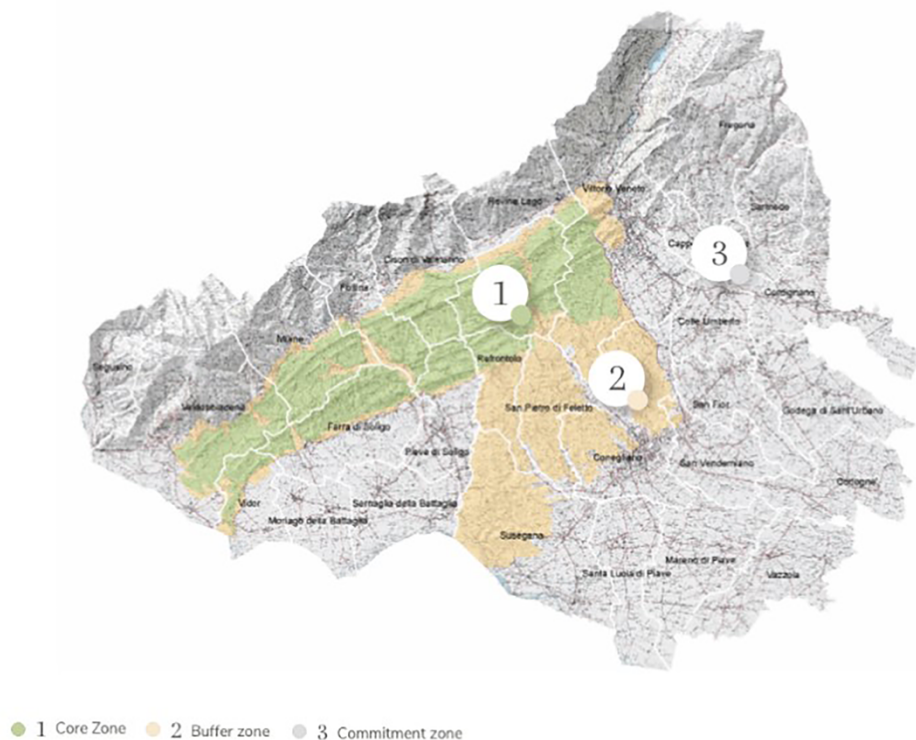 Fregona
Vittorio Veneto
Revine Lago
Sarmede
3
Cison di Valmarino
Follina
1
Cordignano
Colle Umberto
Miane
Refrontolo
Segusino
2
Valdobbiadene
San Pietro di Feletto
San Fior
Godega di Sant'Urbano
Farra di Soligo
Pieve di Soligo
Conegliano
San Vendemiano
Vidor
Sernaglia della Battaglia
Moriago della Battaglia
Susegana
Mareno di Piave
Santa Lucia di Piave
Vazzola
1 Core Zone 2 Buffer zone 3 Commitment zone